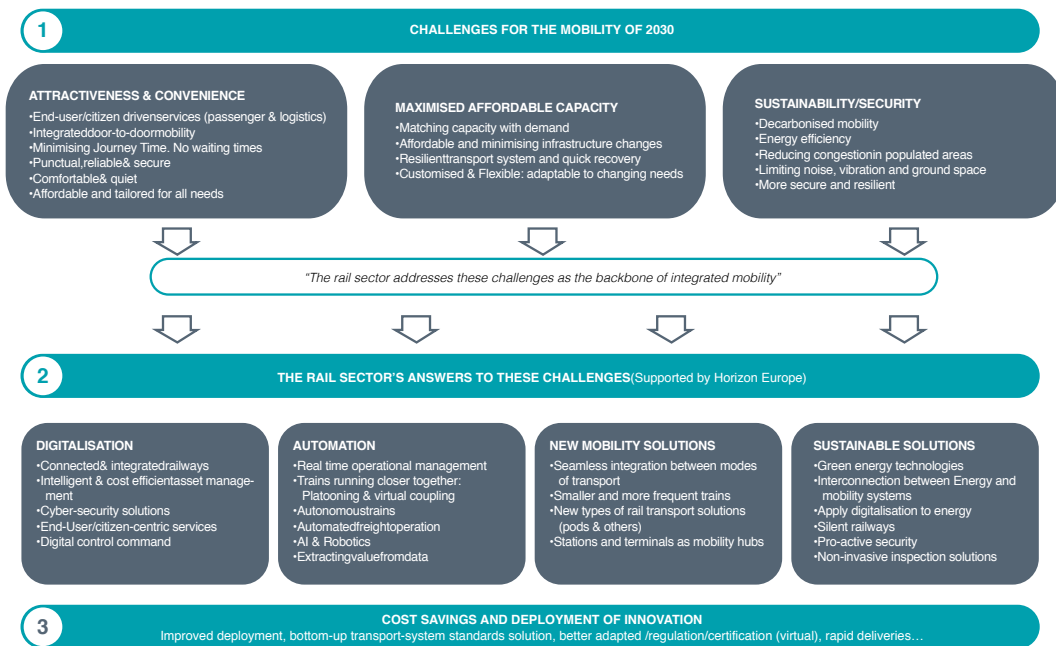 1
CHALLENGES FOR THE MOBILITY OF 2030
ATTRACTIVENESS & CONVENIENCE
•End-user/citizen drivenservices (passenger & logistics)
•Integrateddoor-to-doormobility
•Minimising Journey Time. No waiting times
•Punctual,reliable& secure
•Comfortable& quiet
•Affordable and tailored for all needs
MAXIMISED AFFORDABLE CAPACITY
•Matching capacity with demand
•Affordable and minimising infrastructure changes
•Resilienttransport system and quick recovery
•Customised & Flexible: adaptable to changing needs
SUSTAINABILITY/SECURITY
•Decarbonised mobility
•Energy efficiency
•Reducing congestionin populated areas
•Limiting noise, vibration and ground space
•More secure and resilient
“The rail sector addresses these challenges as the backbone of integrated mobility”
2
THE RAIL SECTOR’S ANSWERS TO THESE CHALLENGES(Supported by Horizon Europe)
DIGITALISATION
•Connected& integratedrailways
•Intelligent & cost efficientasset manage-
ment
•Cyber-security solutions
•End-User/citizen-centric services
•Digital control command
AUTOMATION
•Real time operational management
•Trains running closer together:
Platooning & virtual coupling
•Autonomoustrains
•Automatedfreightoperation
•AI & Robotics
•Extractingvaluefromdata
NEW MOBILITY SOLUTIONS
•Seamless integration between modes
of transport
•Smaller and more frequent trains
•New types of rail transport solutions
(pods & others)
•Stations and terminals as mobility hubs
SUSTAINABLE SOLUTIONS
•Green energy technologies
•Interconnection between Energy and
mobility systems
•Apply digitalisation to energy
•Silent railways
•Pro-active security
•Non-invasive inspection solutions
3
COST SAVINGS AND DEPLOYMENT OF INNOVATION
Improved deployment, bottom-up transport-system standards solution, better adapted /regulation/certification (virtual), rapid deliveries…